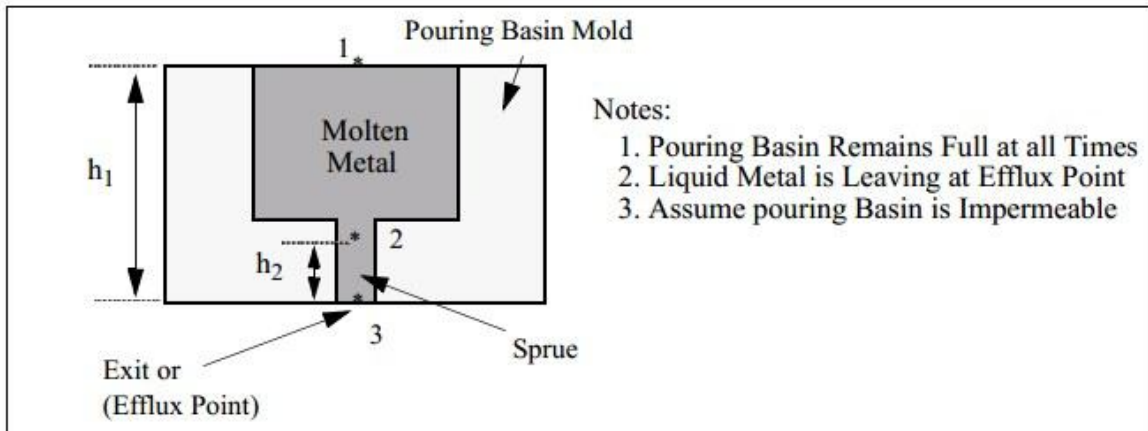 Pouring Basin Mold
1
Molten
Metal
h1
2
h2
3
Sprue
Exit or
(Efflux Point)
Notes:
1. Pouring Basin Remains Full at all Times
2. Liquid Metal is Leaving at Efflux Point
3. Assume pouring Basin is Impermeable